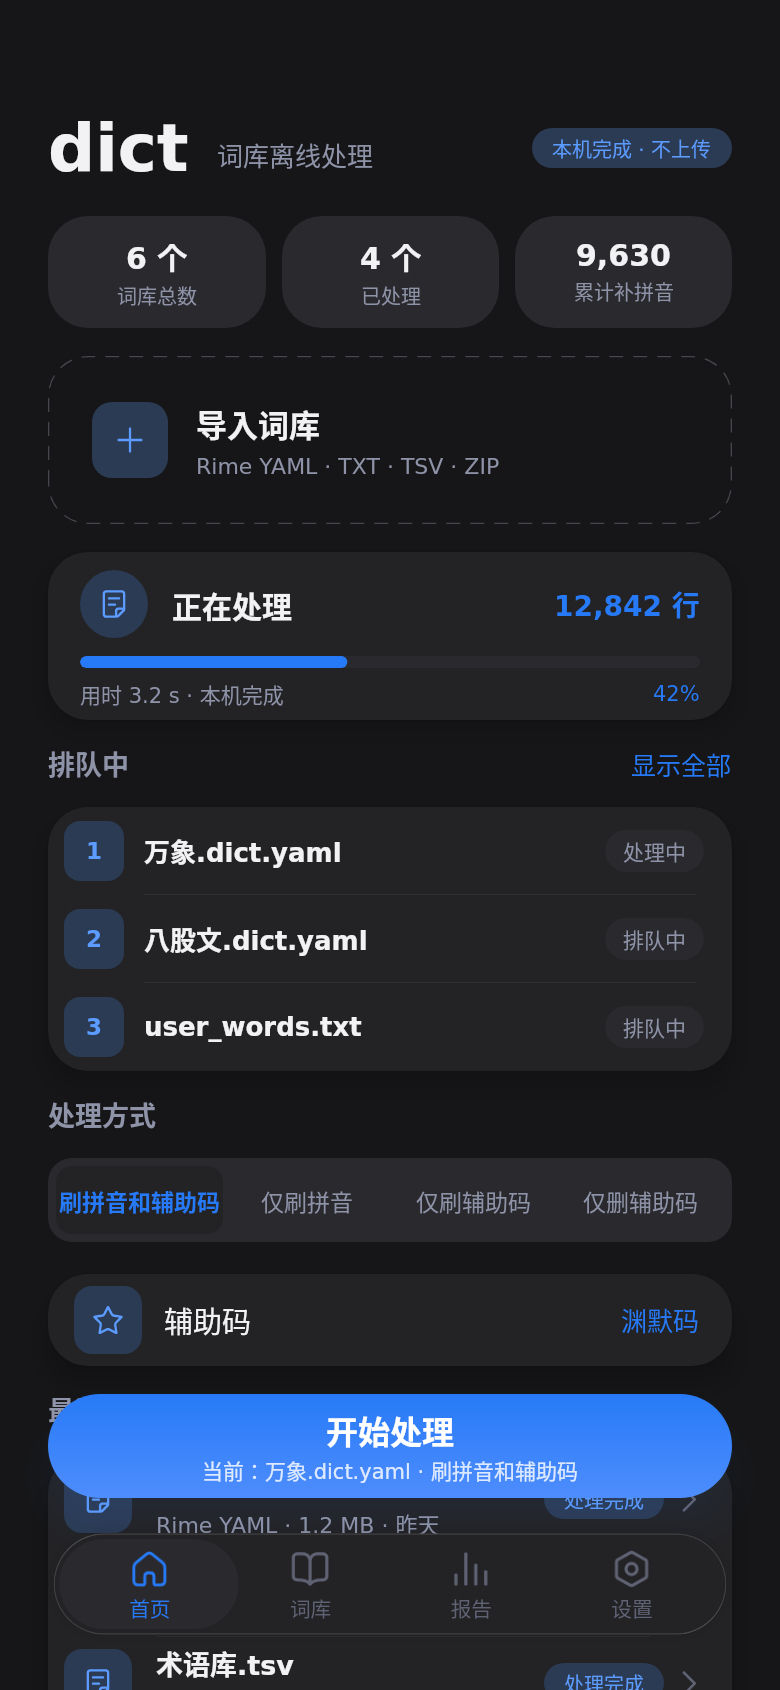 dict 词库离线处理 本机完成 · 不上传
6 个 4 个 9,630
词库总数 已处理 累计补拼音
导入词库
Rime YAML · TXT · TSV · ZIP
正在处理 12,842 行
用时 3.2 s · 本机完成 42%
排队中 显示全部
1 万象.dict.yaml 处理中
2 八股文.dict.yaml 排队中
3 user_words.txt 排队中
处理方式
刷拼音和辅助码 仅刷拼音 仅刷辅助码 仅删辅助码
辅助码 渊默码
开始处理
当前：万象.dict.yaml · 刷拼音和辅助码
处理完成
Rime YAML · 1.2 MB · 昨天
首页 词库 报告 设置
术语库.tsv
处理完成